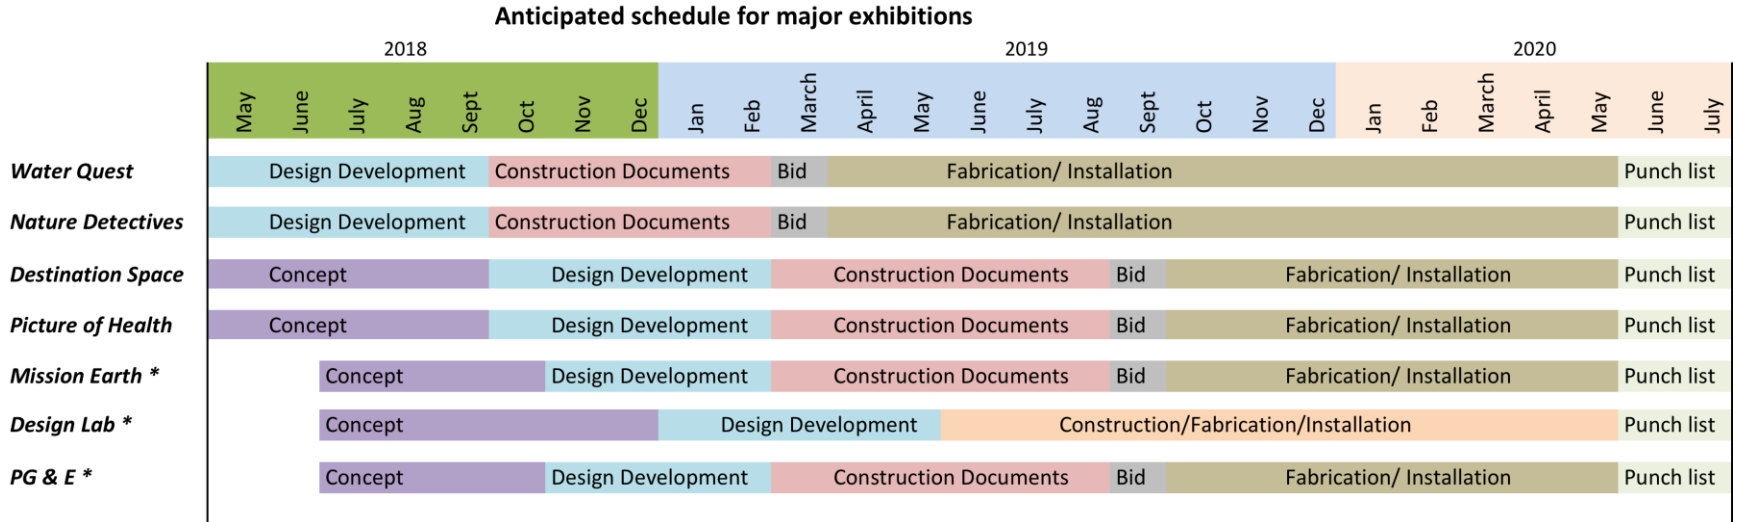 Anticipated schedule for major exhibitions
2018 2019 2020
May June July Aug Sept Oct Nov Dec Jan Feb March April May June July Aug Sept Oct Nov Dec Jan Feb March April May June July
Water Quest Design Development Construction Documents Bid Fabrication/ Installation Punch list
Nature Detectives Design Development Construction Documents Bid Fabrication/ Installation Punch list
Destination Space Concept Design Development Construction Documents Bid Fabrication/ Installation Punch list
Picture of Health Concept Design Development Construction Documents Bid Fabrication/ Installation Punch list
Mission Earth * Concept Design Development Construction Documents Bid Fabrication/ Installation Punch list
Design Lab * Concept Design Development Construction/Fabrication/Installation Punch list
PG & E * Concept Design Development Construction Documents Bid Fabrication/ Installation Punch list